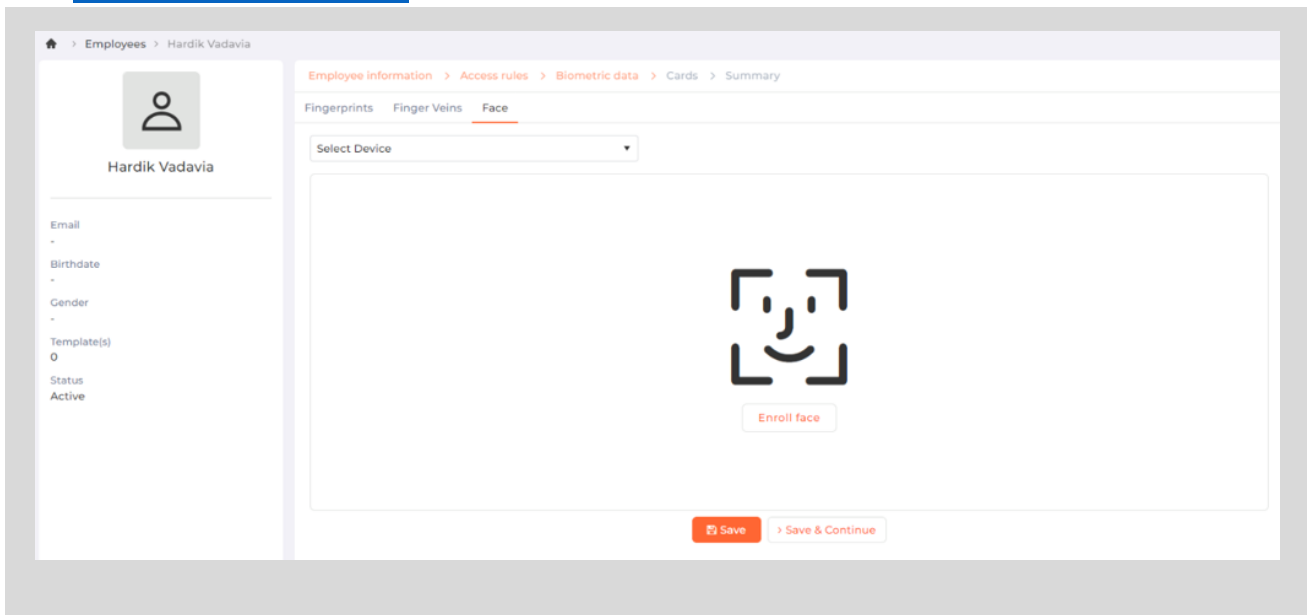 Employees > Hardik Vadavia
Hardik Vadavia
Email
-
Birthdate
-
Gender
-
Template(s)
0
Status
Active
Employee information > Access rules > Biometric data > Cards > Summary
Fingerprints Finger Veins Face
Select Device
Enroll face
Save > Save & Continue